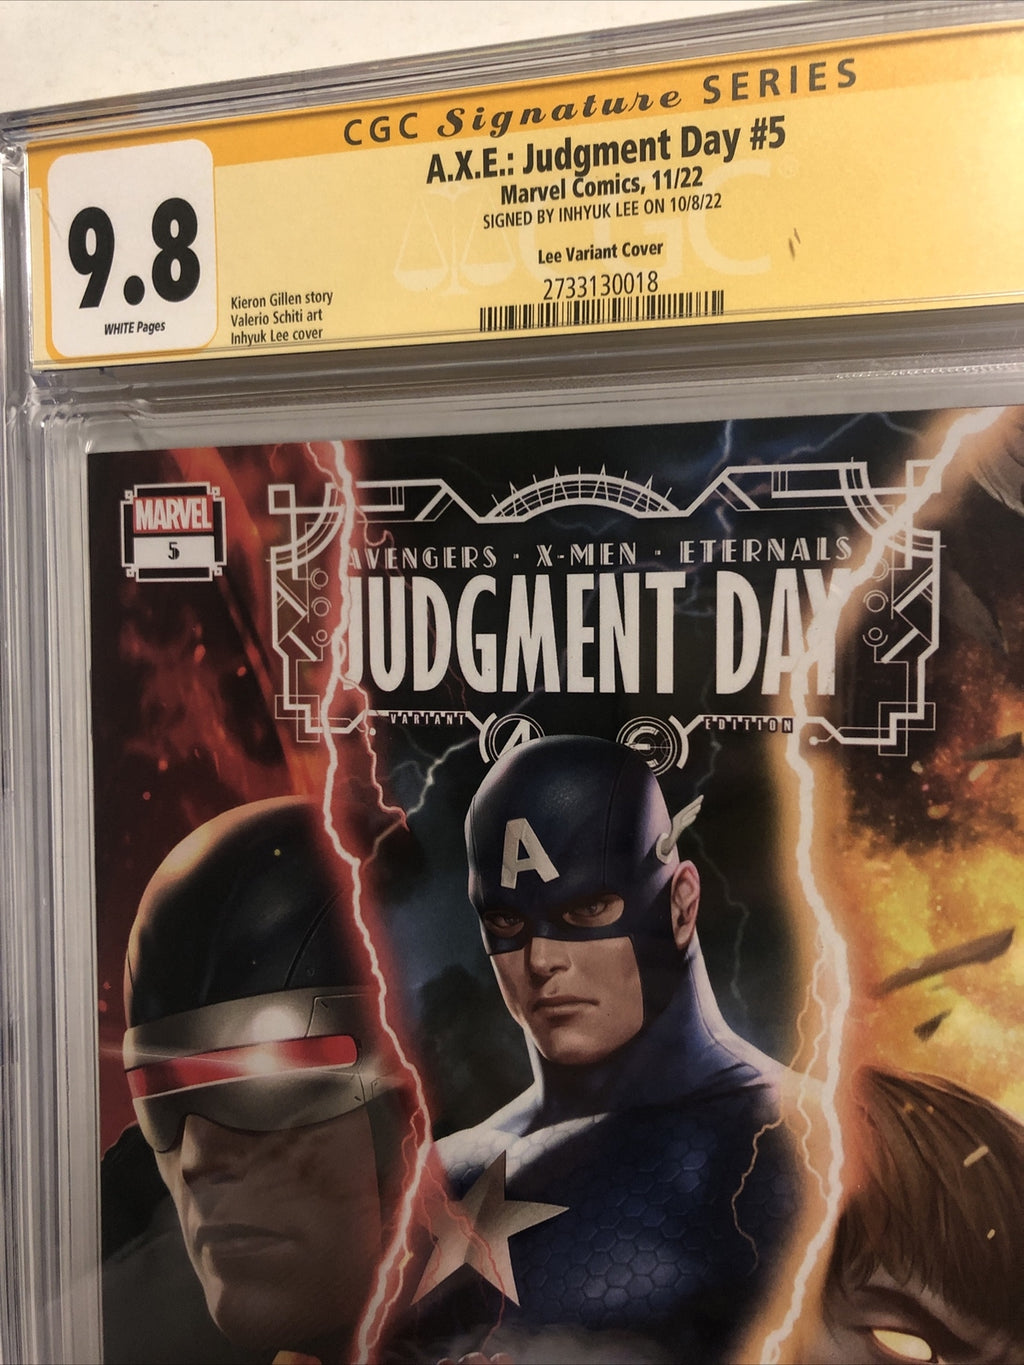 CGC Signature SERIES
A.X.E.: Judgment Day #5
Marvel Comics, 11/22
SIGNED BY INHYUK LEE ON 10/8/22
Lee Variant Cover
2733130018
9.8
WHITE Pages
Kieron Gillen story
Valerio Schiti art
Inhyuk Lee cover
CGC
MARVEL
5
AVENGERS · X-MEN · ETERNALS
JUDGMENT DAY
VARIANT EDITION
A